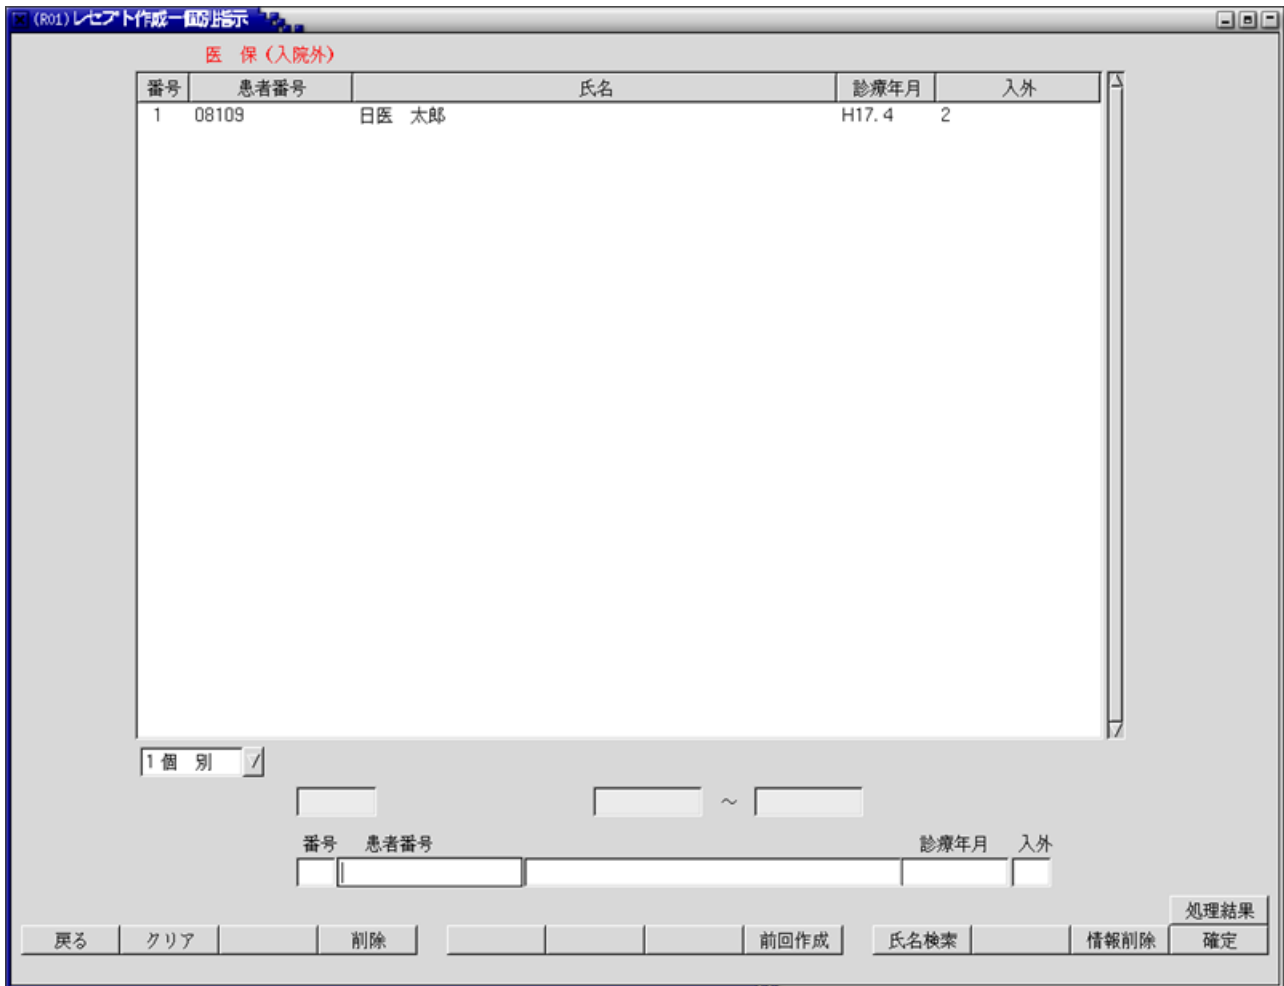 (R01)レセプト作成－個別指示
医 保(入院外)
番号 患者番号 氏名 診療年月 入外
1 08109 日医 太郎 H17. 4 2
1 個 別
～
番号 患者番号 診療年月 入外
処理結果
戻る クリア 削除 前回作成 氏名検索 情報削除 確定